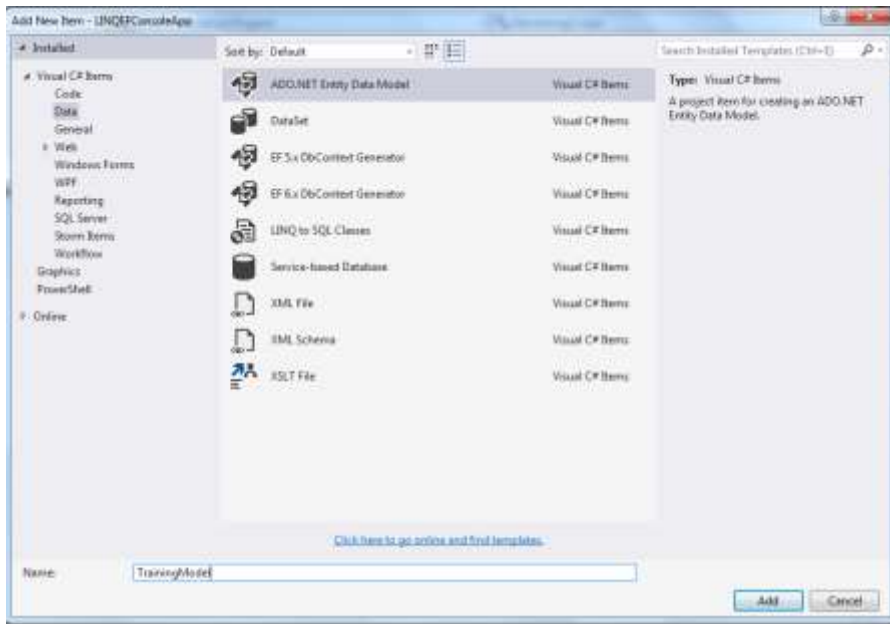 Add New Item - LINQEFConsoleApp
Installed
Sort by: Default
Search Installed Templates (Ctrl+E)
Visual C# Items
Code
Data
General
Web
Windows Forms
WPF
Reporting
SQL Server
Storm Items
Workflow
Graphics
PowerShell
Online
ADO.NET Entity Data Model Visual C# Items
DataSet Visual C# Items
EF 5.x DbContext Generator Visual C# Items
EF 6.x DbContext Generator Visual C# Items
LINQ to SQL Classes Visual C# Items
Service-based Database Visual C# Items
XML File Visual C# Items
XML Schema Visual C# Items
XSLT File Visual C# Items
Type: Visual C# Items
A project item for creating an ADO.NET
Entity Data Model.
Click here to go online and find templates.
Name: TrainingModel
Add Cancel